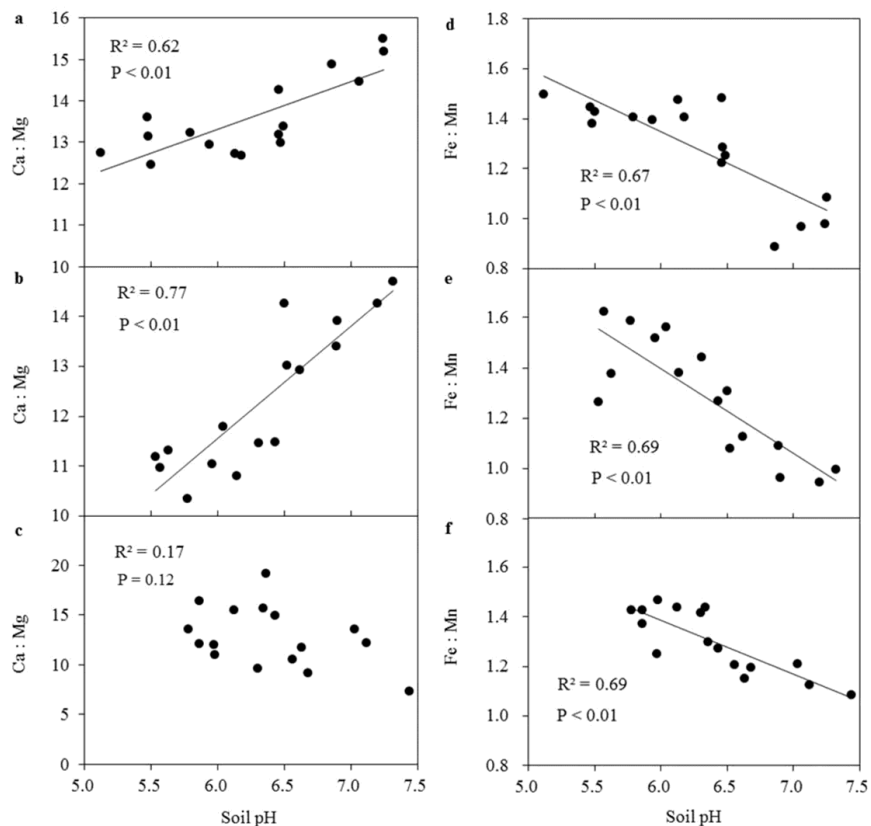 a
16
15
14
13
12
11
10
Ca : Mg
R² = 0.62
P < 0.01
b
14
13
12
11
10
Ca : Mg
R² = 0.77
P < 0.01
c
20
15
10
5
0
Ca : Mg
R² = 0.17
P = 0.12
5.0 5.5 6.0 6.5 7.0 7.5
Soil pH
d
1.8
1.6
1.4
1.2
1.0
0.8
Fe : Mn
R² = 0.67
P < 0.01
e
1.6
1.4
1.2
1.0
0.8
Fe : Mn
R² = 0.69
P < 0.01
f
1.6
1.4
1.2
1.0
0.8
Fe : Mn
R² = 0.69
P < 0.01
5.0 5.5 6.0 6.5 7.0 7.5
Soil pH